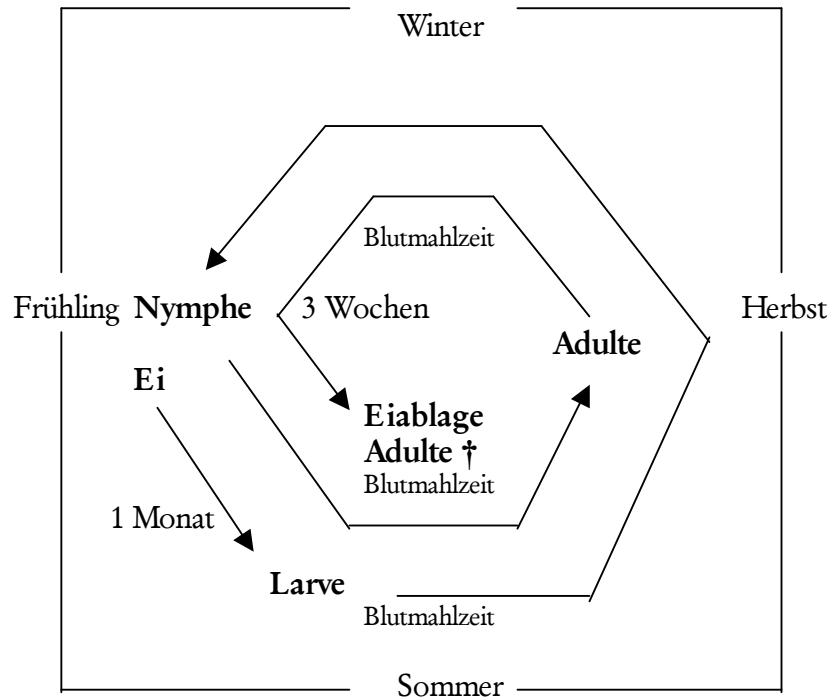 Winter
Blutmahlzeit
Frühling Nymphe 3 Wochen Herbst
Adulte
Ei
Eiablage
Adulte †
Blutmahlzeit
1 Monat
Larve
Blutmahlzeit
Sommer